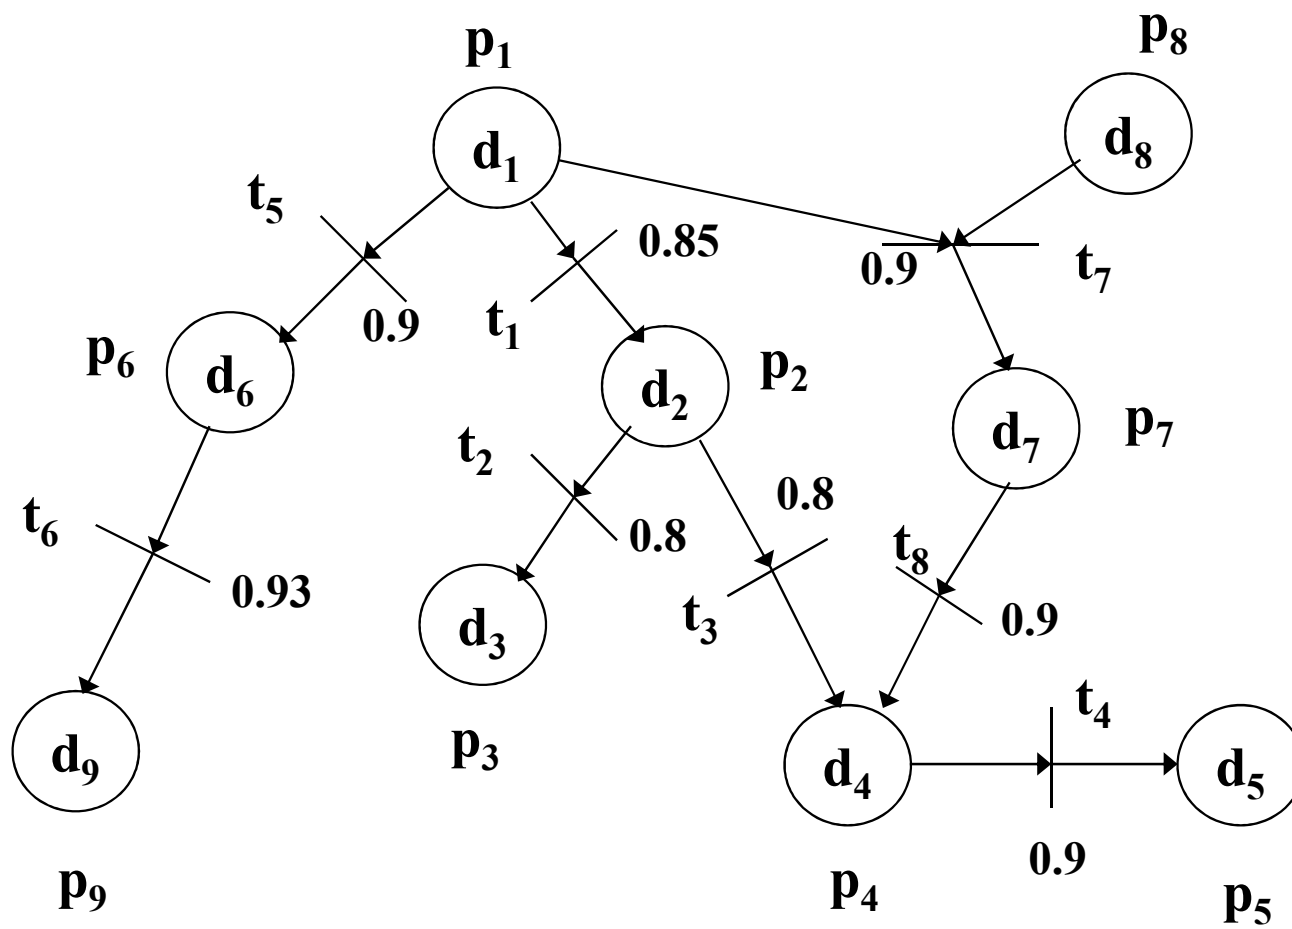 p₁
p₈
d₁
d₈
t₅
0.85
0.9
t₇
t₁
0.9
p₆
d₆
d₂
p₂
d₇
p₇
t₂
0.8
0.8
t₆
0.93
t₃
t₈
0.9
d₃
p₃
t₄
d₉
d₄
d₅
0.9
p₉
p₄
p₅